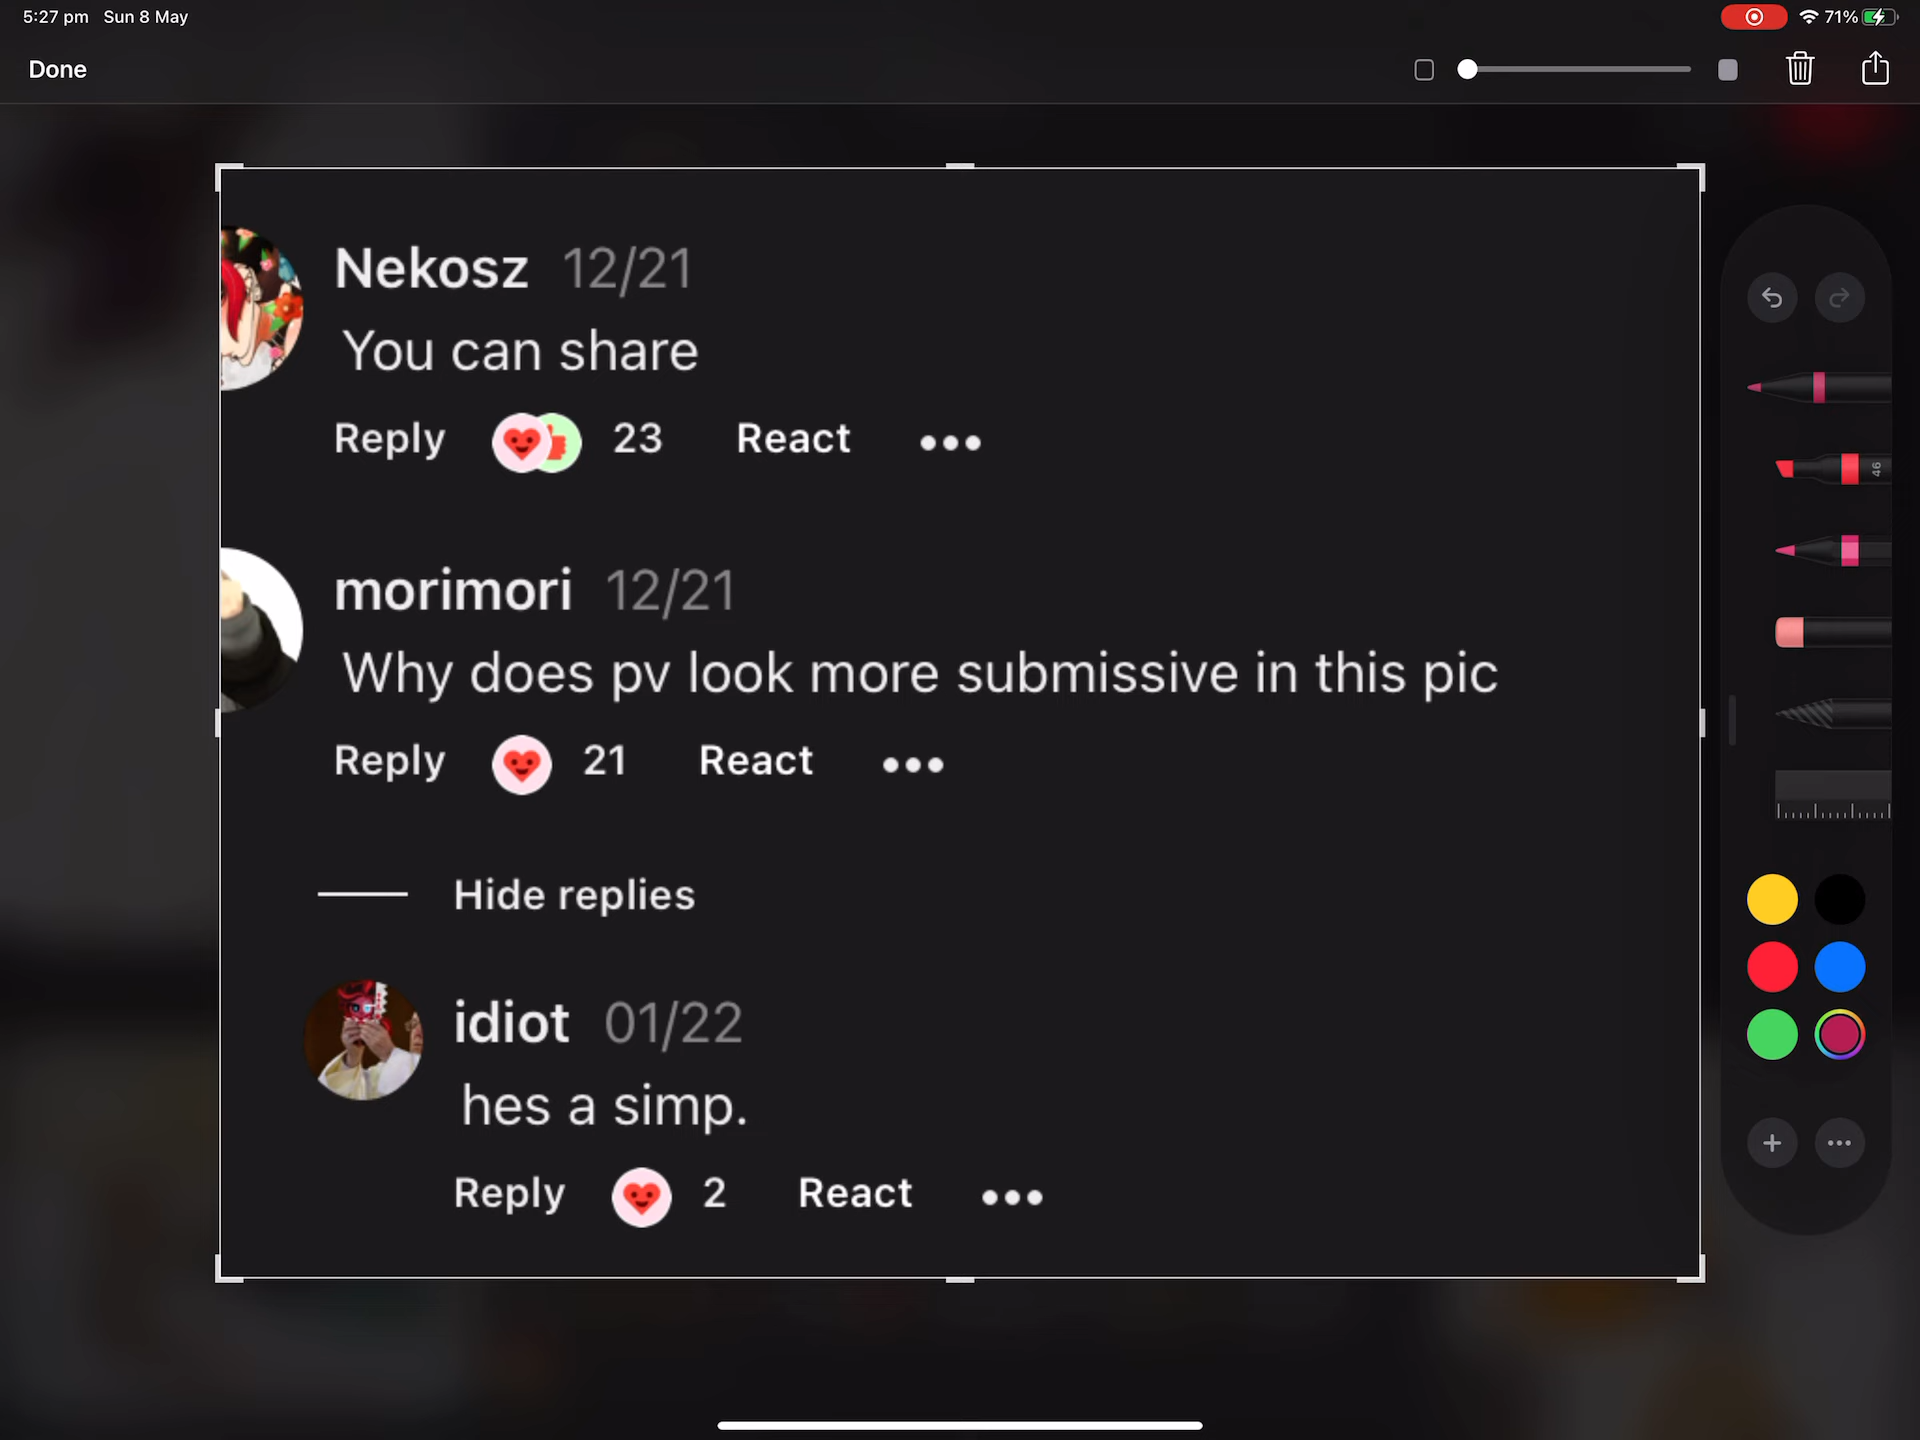 5:27 pm Sun 8 May
71%
Done
Nekosz 12/21
You can share
Reply 23 React
46
morimori 12/21
Why does pv look more submissive in this pic
Reply 21 React
Hide replies
idiot 01/22
hes a simp.
Reply 2 React